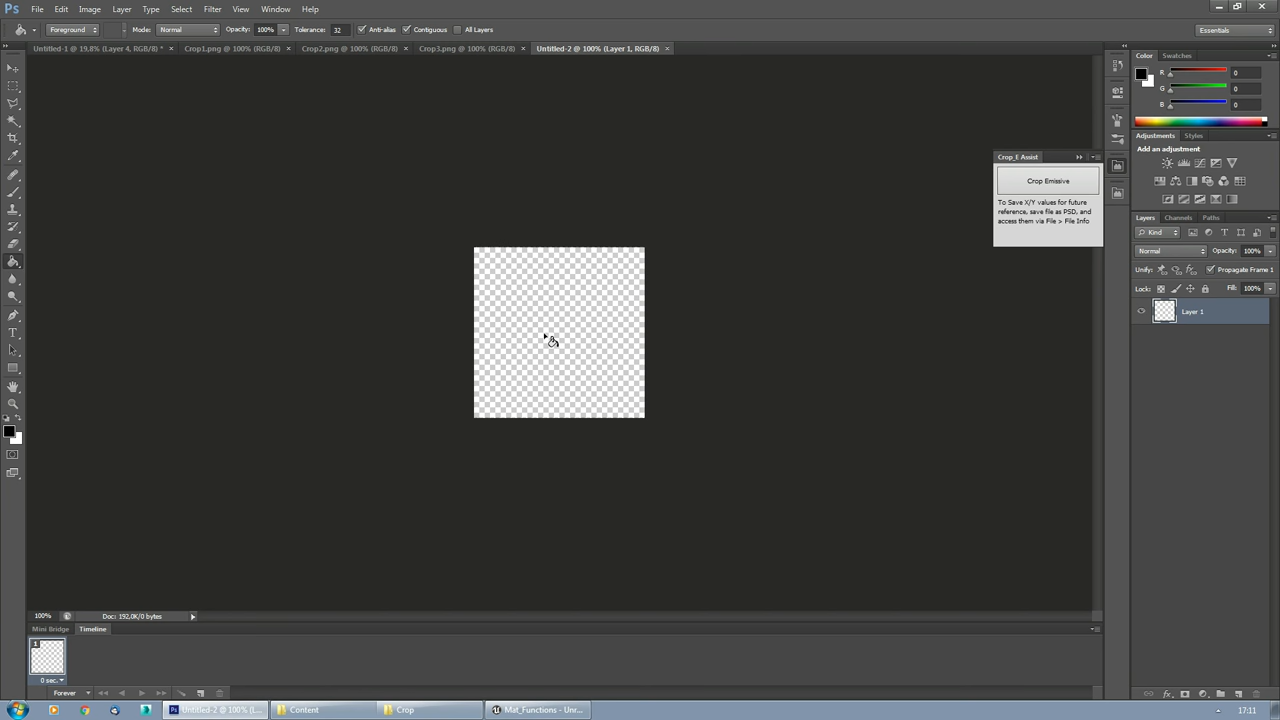 Ps File Edit Image Layer Type Select Filter View Window Help
Foreground Mode: Normal Opacity: 100% Tolerance: 32 Anti-alias Contiguous All Layers Essentials
Untitled-1 @ 19,8% (Layer 4, RGB/8) * × Crop1.png @ 100% (RGB/8) × Crop2.png @ 100% (RGB/8) × Crop3.png @ 100% (RGB/8) × Untitled-2 @ 100% (Layer 1, RGB/8) ×
Color Swatches
R 0
G 0
B 0
Adjustments Styles
Add an adjustment
Crop_E Assist
Crop Emissive
To Save X/Y values for future
reference, save file as PSD, and
access them via File > File Info
Layers Channels Paths
Kind
Normal Opacity: 100%
Unify: Propagate Frame 1
Lock: Fill: 100%
Layer 1
100% Doc: 192,0K/0 bytes
Mini Bridge Timeline
1
0 sec.
Forever
Untitled-2 @ 100% (L... Content Crop Mat_Functions - Unr... 17:11